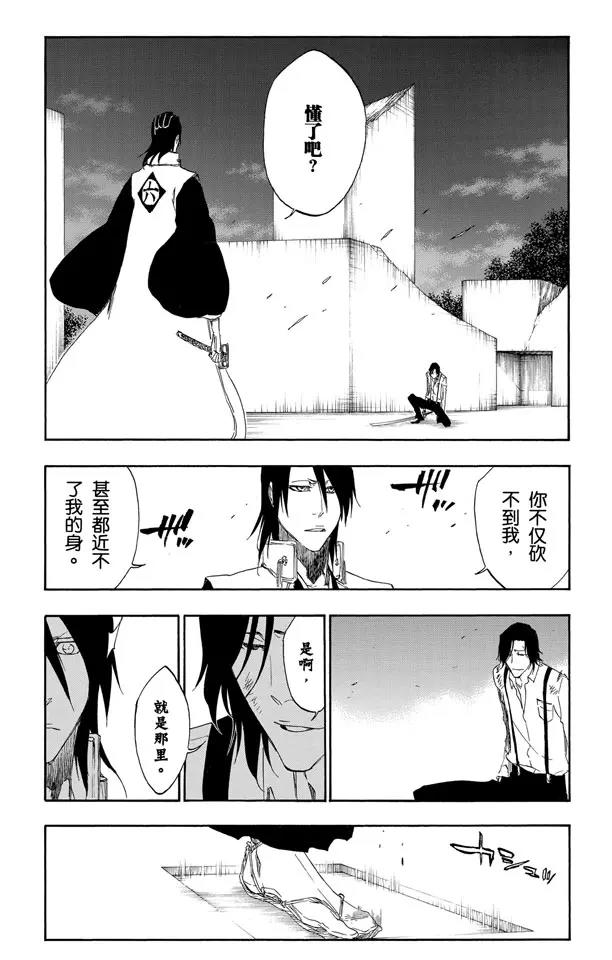 懂了吧？
六
你不仅砍
不到我，
甚至都近不
了我的身。
是啊，
就是那里。